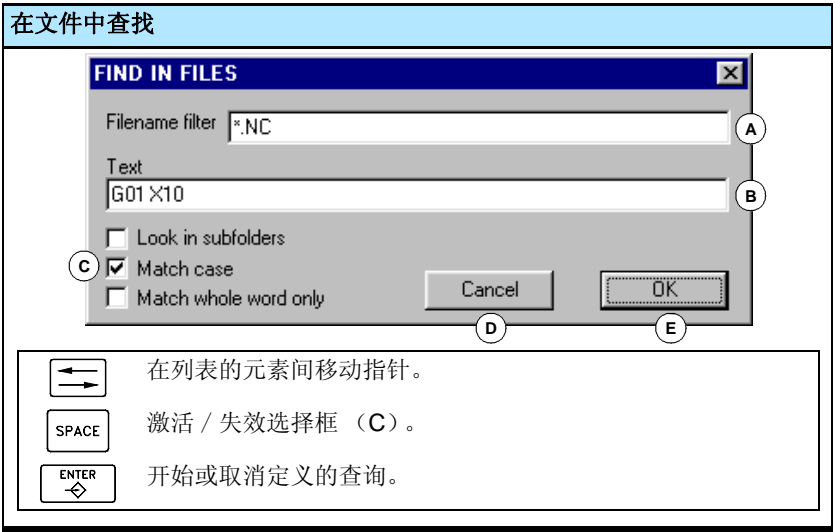 在文件中查找
FIND IN FILES
Filename filter *.NC A
Text
G01 X10 B
Look in subfolders
C Match case
Match whole word only Cancel OK
D E
在列表的元素间移动指针。
SPACE 激活 / 失效选择框 （C）。
ENTER 开始或取消定义的查询。